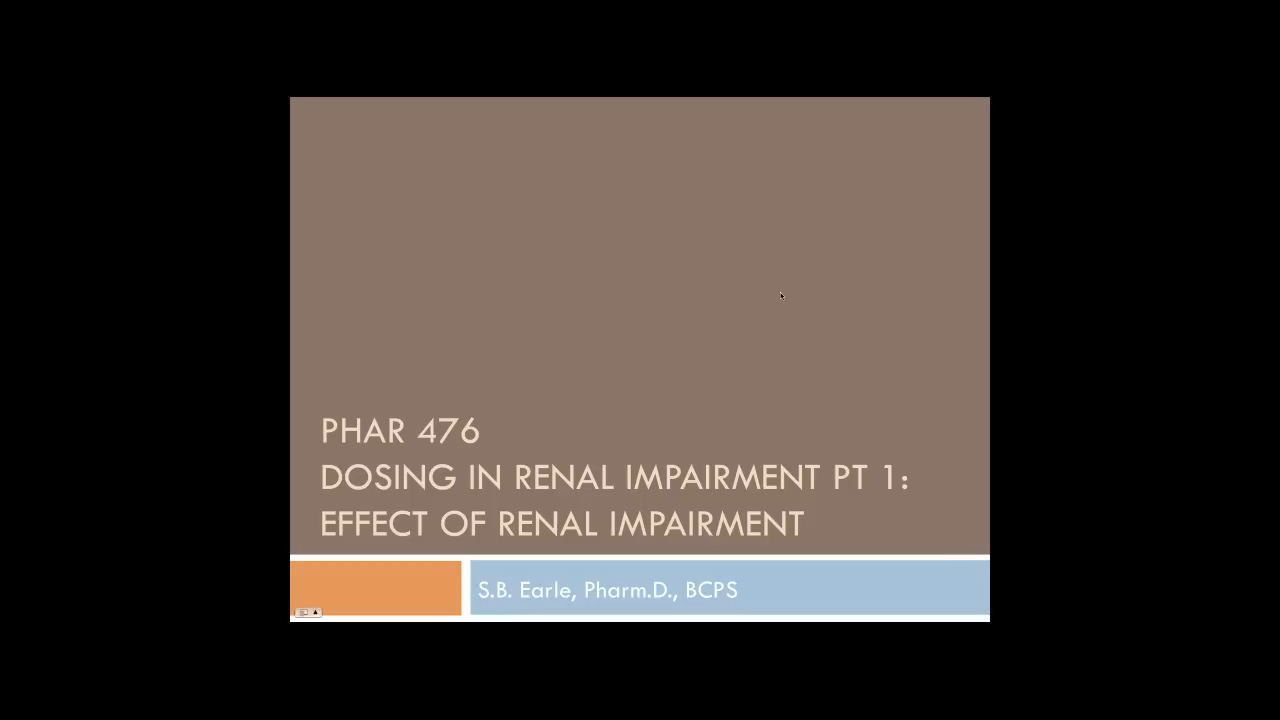 PHAR 476
DOSING IN RENAL IMPAIRMENT PT 1:
EFFECT OF RENAL IMPAIRMENT
S.B. Earle, Pharm.D., BCPS